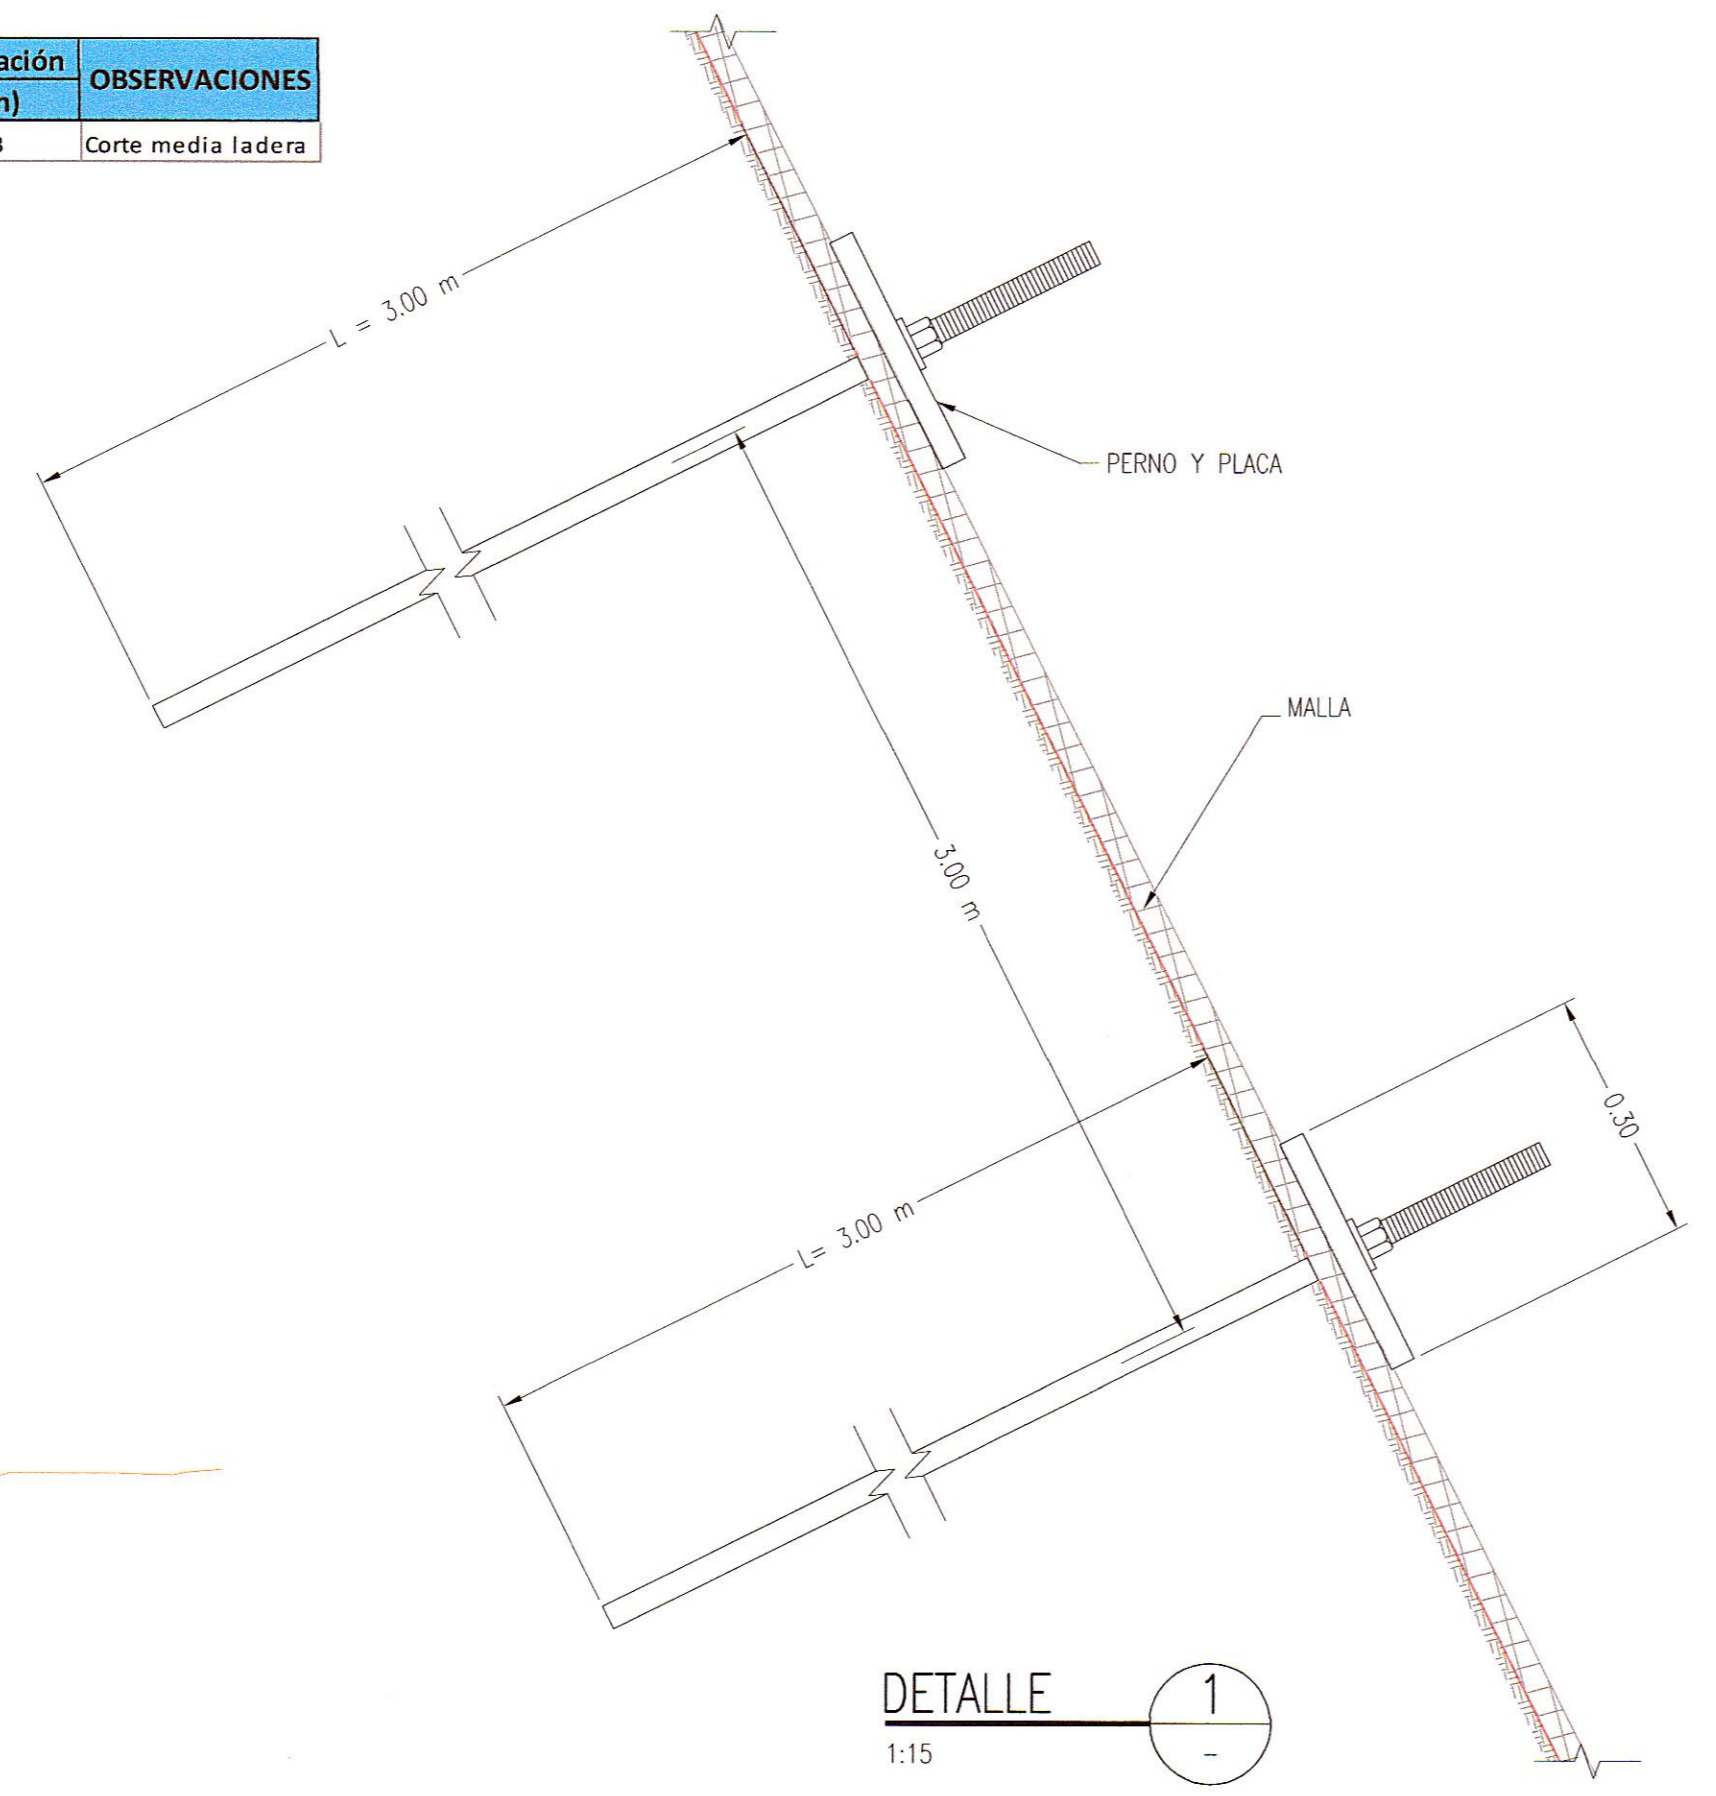 ación
OBSERVACIONES
Corte media ladera
L = 3.00 m
PERNO Y PLACA
MALLA
3.00 m
0.30
L= 3.00 m
DETALLE
1
1:15
-